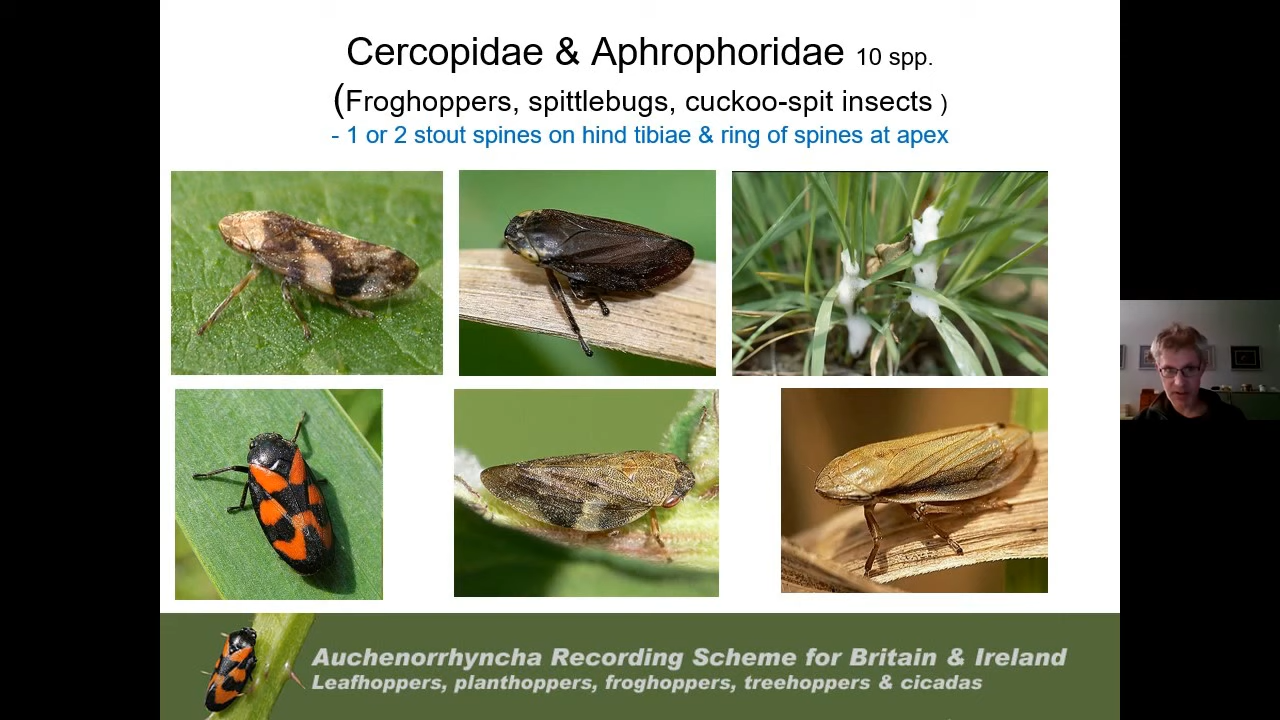 Cercopidae & Aphrophoridae 10 spp.
(Froghoppers, spittlebugs, cuckoo-spit insects )
- 1 or 2 stout spines on hind tibiae & ring of spines at apex
Auchenorrhyncha Recording Scheme for Britain & Ireland
Leafhoppers, planthoppers, froghoppers, treehoppers & cicadas